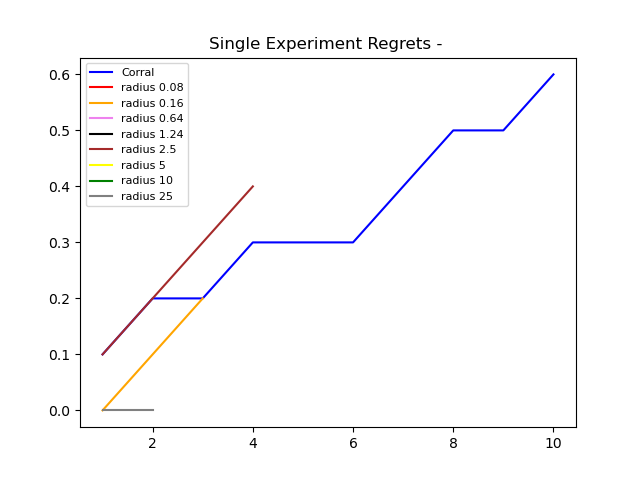 Single Experiment Regrets -
Corral
radius 0.08
radius 0.16
radius 0.64
radius 1.24
radius 2.5
radius 5
radius 10
radius 25
0.6
0.5
0.4
0.3
0.2
0.1
0.0
2 4 6 8 10